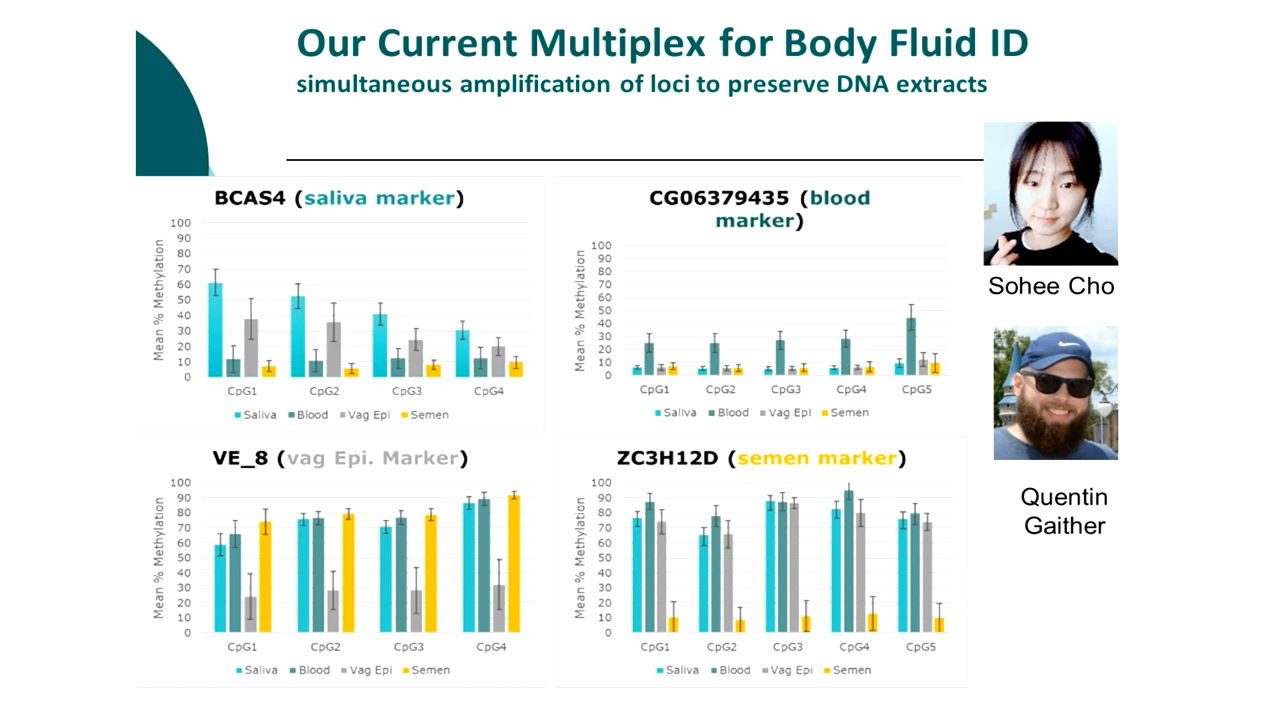 Our Current Multiplex for Body Fluid ID
simultaneous amplification of loci to preserve DNA extracts
BCAS4 (saliva marker)
Mean % Methylation
100
90
80
70
60
50
40
30
20
10
0
CpG1 CpG2 CpG3 CpG4
Saliva Blood Vag Epi Semen
CG06379435 (blood
marker)
Mean % Methylation
100
90
80
70
60
50
40
30
20
10
0
CpG1 CpG2 CpG3 CpG4 CpG5
Saliva Blood Vag Epi Semen
Sohee Cho
VE_8 (vag Epi. Marker)
Mean % Methylation
100
90
80
70
60
50
40
30
20
10
0
CpG1 CpG2 CpG3 CpG4
Saliva Blood Vag Epi Semen
ZC3H12D (semen marker)
Mean % Methylation
100
90
80
70
60
50
40
30
20
10
0
CpG1 CpG2 CpG3 CpG4 CpG5
Saliva Blood Vag Epi Semen
Quentin
Gaither